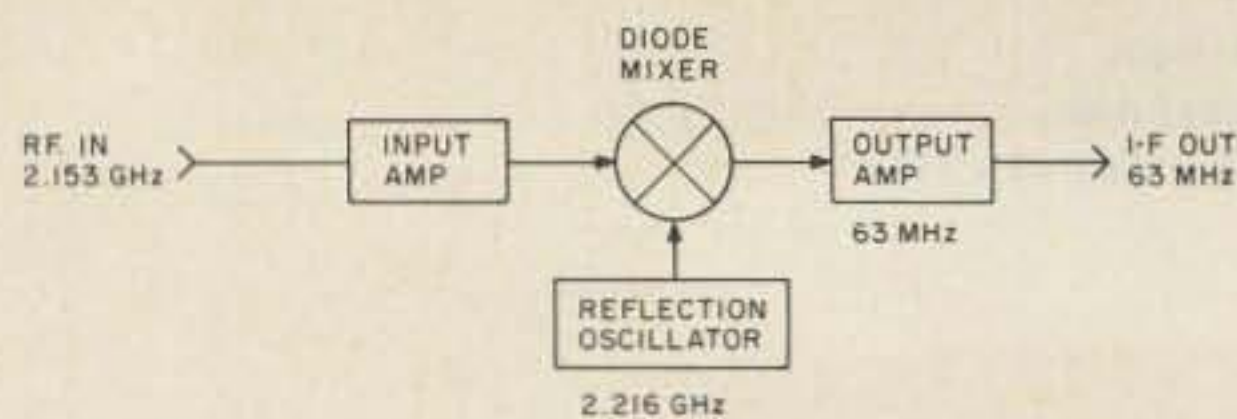 DIODE
MIXER
RF. IN
2.153 GHz
INPUT
AMP
OUTPUT
AMP
I-F OUT
63 MHz
63 MHz
REFLECTION
OSCILLATOR
2.216 GHz